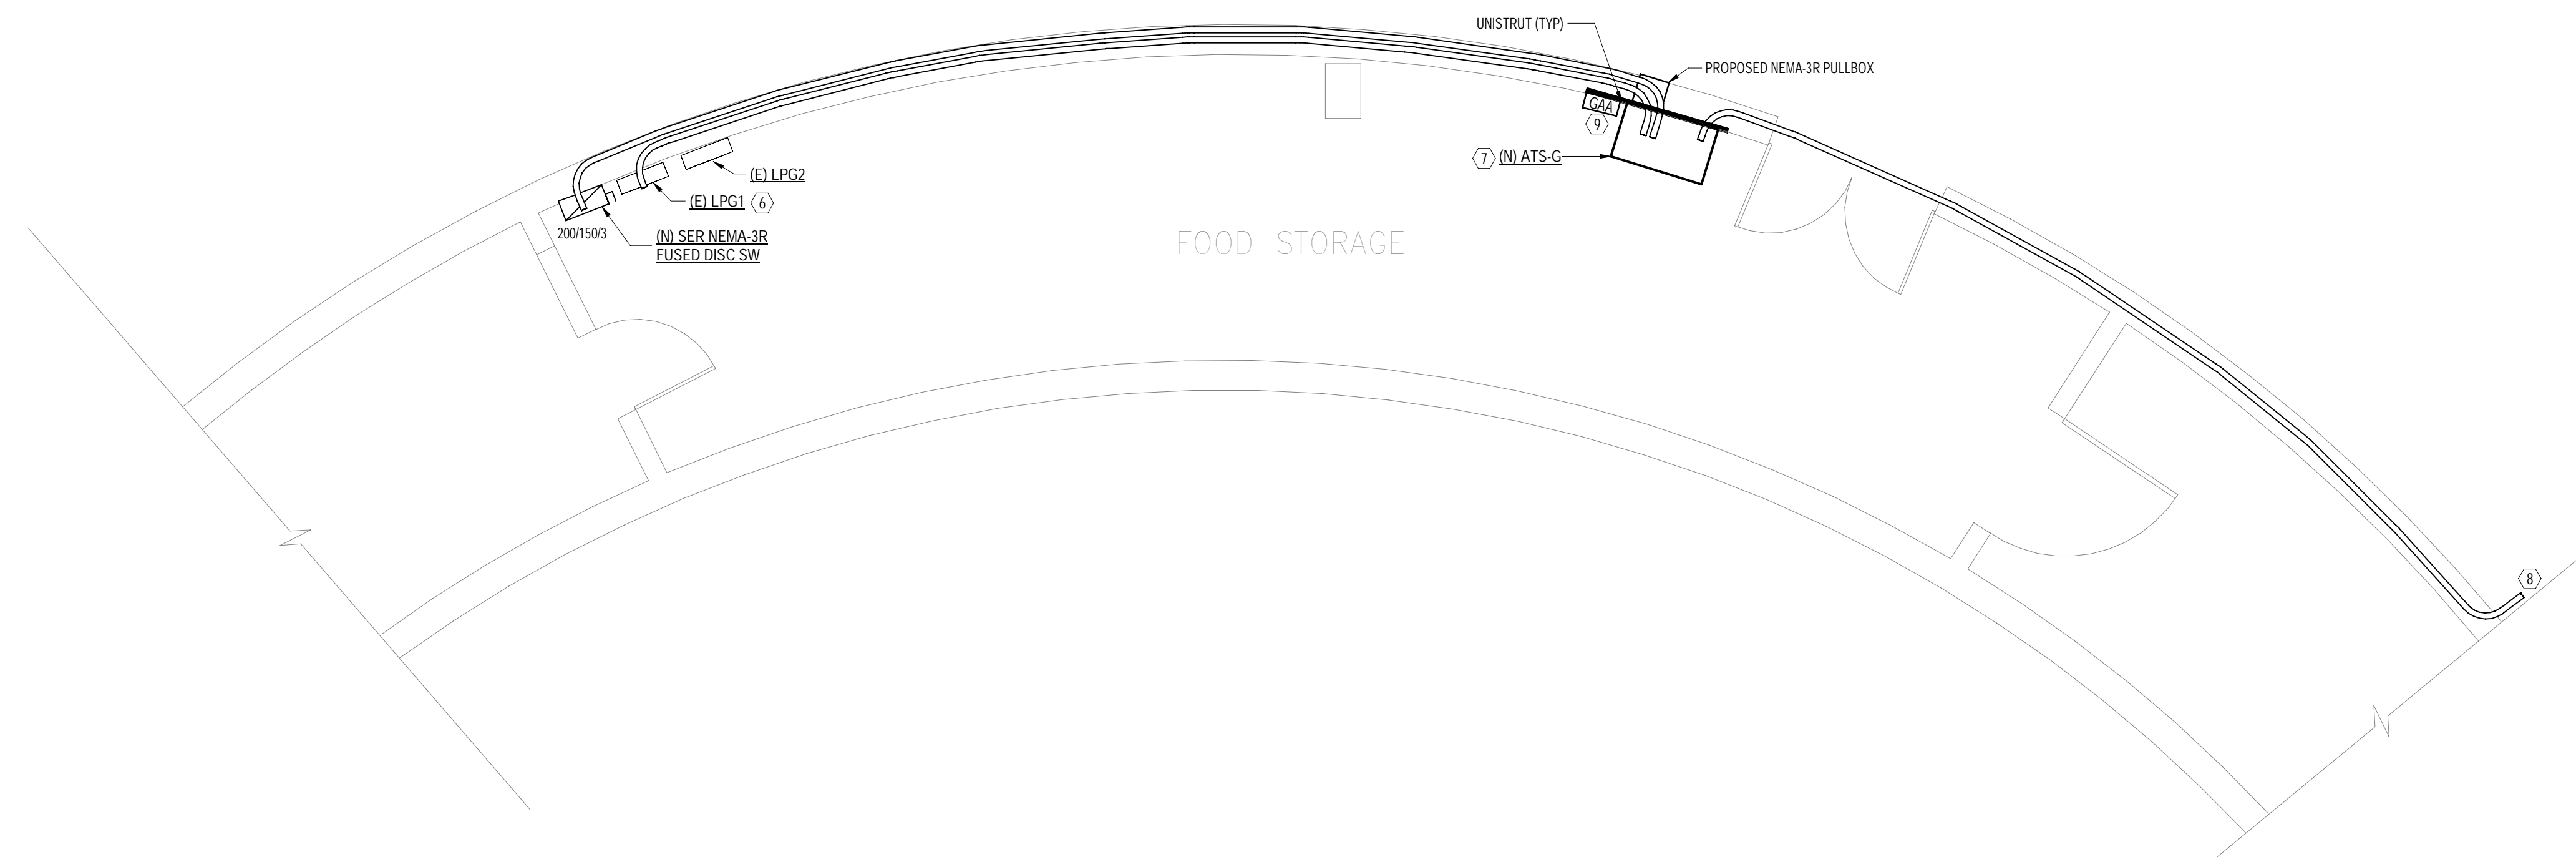 UNISTRUT (TYP)
PROPOSED NEMA-3R PULLBOX
GAA
9
7 (N) ATS-G
(E) LPG2
(E) LPG1 6
200/150/3
(N) SER NEMA-3R
FUSED DISC SW
FOOD STORAGE
8